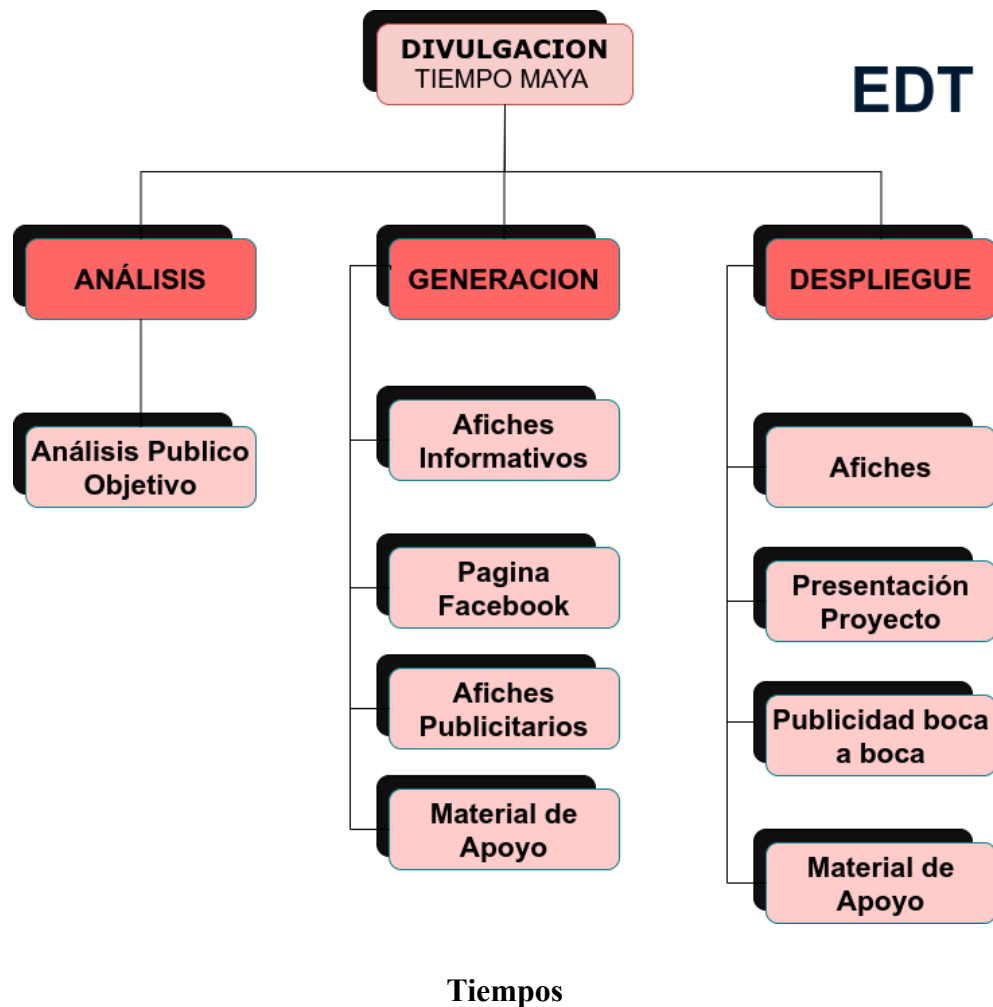 DIVULGACION
TIEMPO MAYA
EDT
ANÁLISIS
Análisis Publico
Objetivo
GENERACION
Afiches
Informativos
Pagina
Facebook
Afiches
Publicitarios
Material de
Apoyo
DESPLIEGUE
Afiches
Presentación
Proyecto
Publicidad boca
a boca
Material de
Apoyo
Tiempos